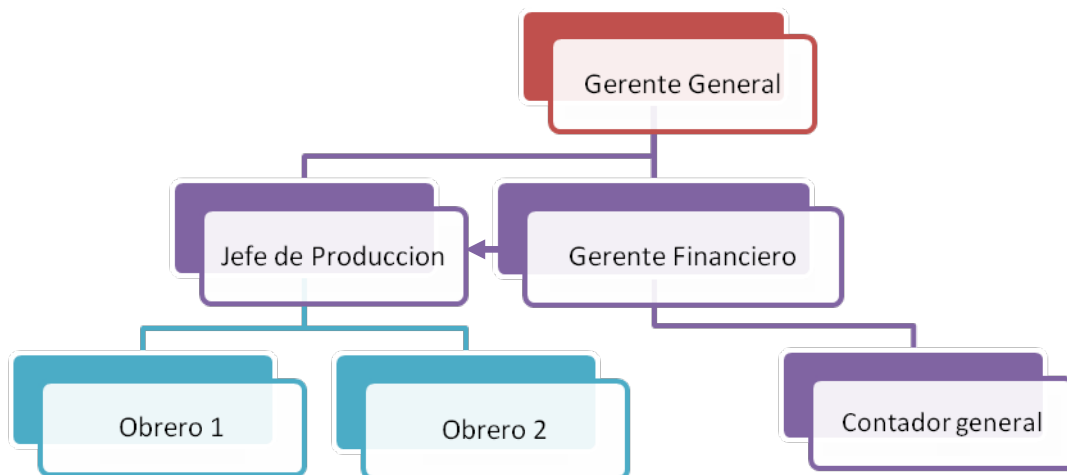 Gerente General
Jefe de Produccion
Gerente Financiero
Obrero 1
Obrero 2
Contador general